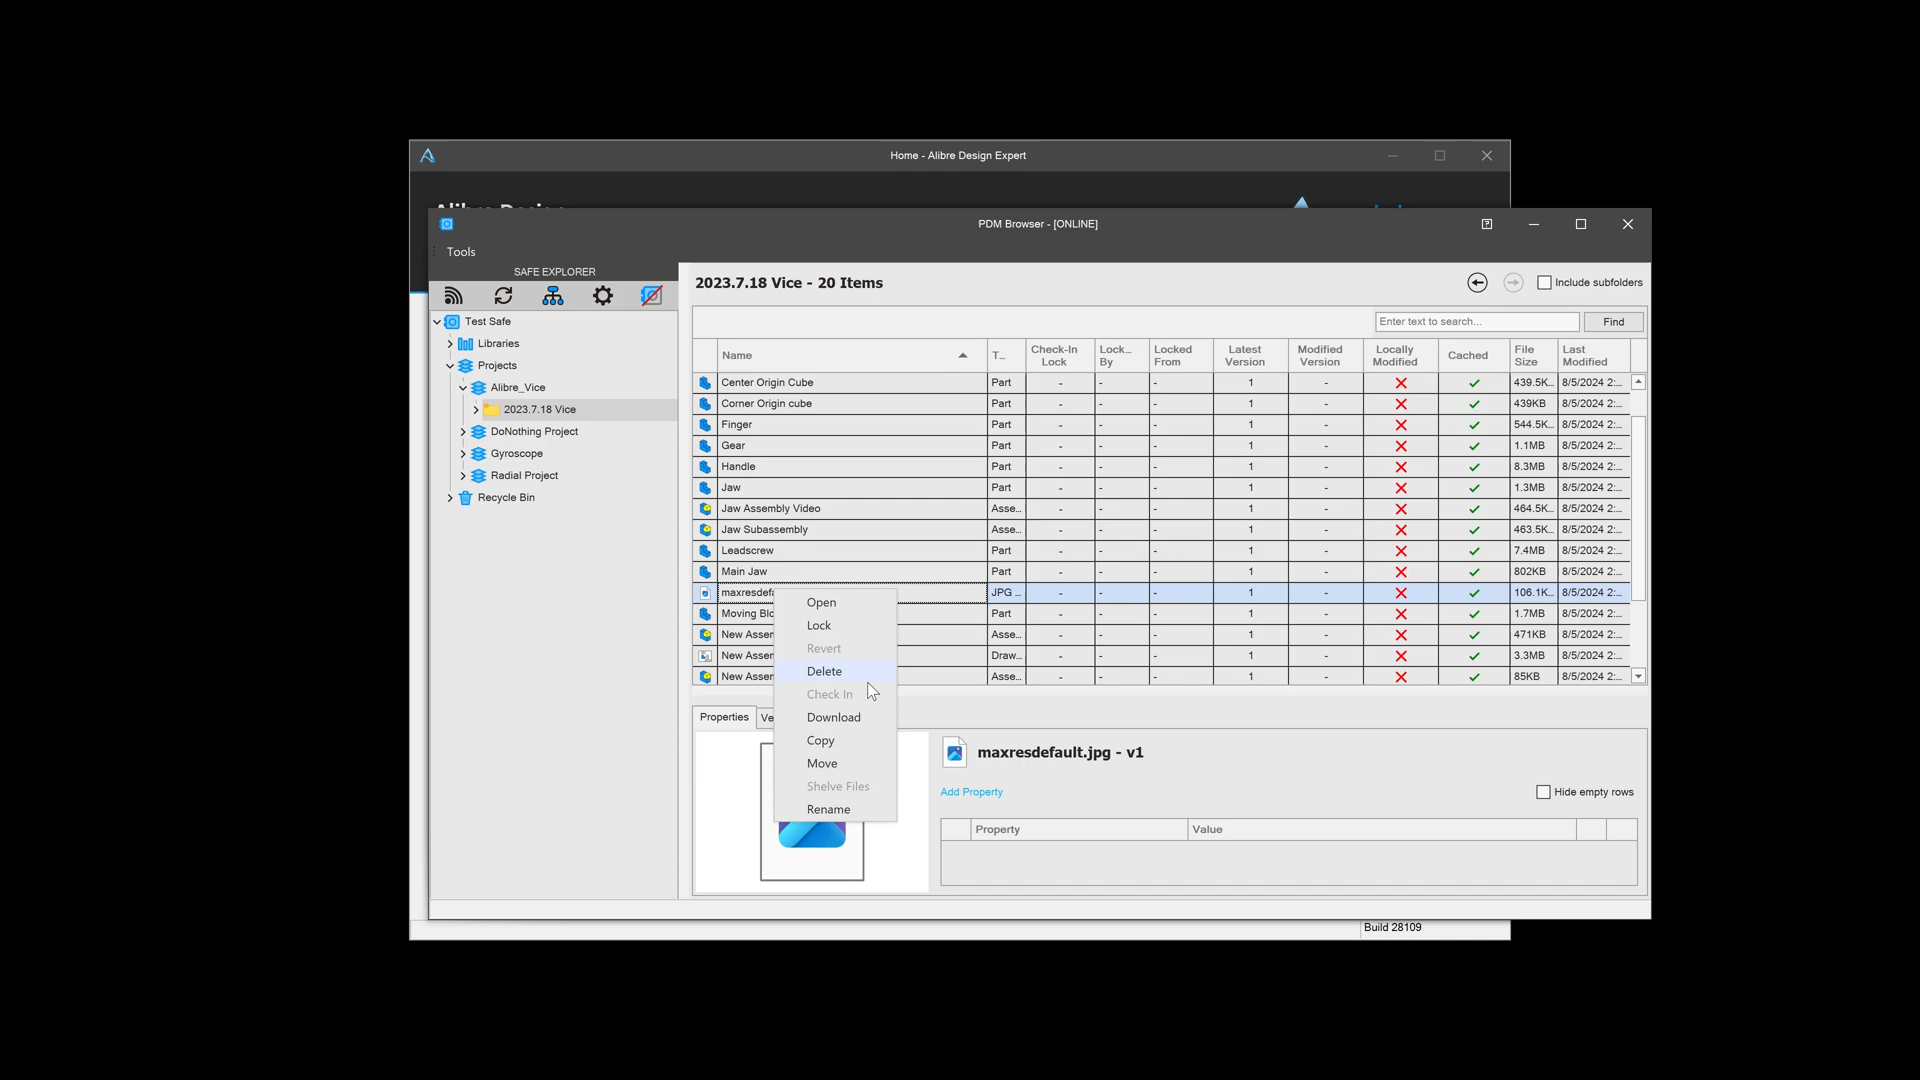 Home - Alibre Design Expert
Alibre Design
PDM Browser - [ONLINE]
Tools
SAFE EXPLORER
Test Safe
Libraries
Projects
Alibre_Vice
2023.7.18 Vice
DoNothing Project
Gyroscope
Radial Project
Recycle Bin
2023.7.18 Vice - 20 Items
Include subfolders
Enter text to search...
Find
Name T... Check-In Lock Lock... By Locked From Latest Version Modified Version Locally Modified Cached File Size Last Modified
Center Origin Cube Part - - - 1 - 439.5K... 8/5/2024 2:...
Corner Origin cube Part - - - 1 - 439KB 8/5/2024 2:...
Finger Part - - - 1 - 544.5K... 8/5/2024 2:...
Gear Part - - - 1 - 1.1MB 8/5/2024 2:...
Handle Part - - - 1 - 8.3MB 8/5/2024 2:...
Jaw Part - - - 1 - 1.3MB 8/5/2024 2:...
Jaw Assembly Video Asse... - - - 1 - 464.5K... 8/5/2024 2:...
Jaw Subassembly Asse... - - - 1 - 463.5K... 8/5/2024 2:...
Leadscrew Part - - - 1 - 7.4MB 8/5/2024 2:...
Main Jaw Part - - - 1 - 802KB 8/5/2024 2:...
maxresdefa JPG ... - - - 1 - 106.1K... 8/5/2024 2:...
Moving Blo Part - - - 1 - 1.7MB 8/5/2024 2:...
New Assem Asse... - - - 1 - 471KB 8/5/2024 2:...
New Assem Draw... - - - 1 - 3.3MB 8/5/2024 2:...
New Assem Asse... - - - 1 - 85KB 8/5/2024 2:...
Open
Lock
Revert
Delete
Check In
Download
Copy
Move
Shelve Files
Rename
Properties Ve
maxresdefault.jpg - v1
Add Property
Hide empty rows
Property Value
Build 28109